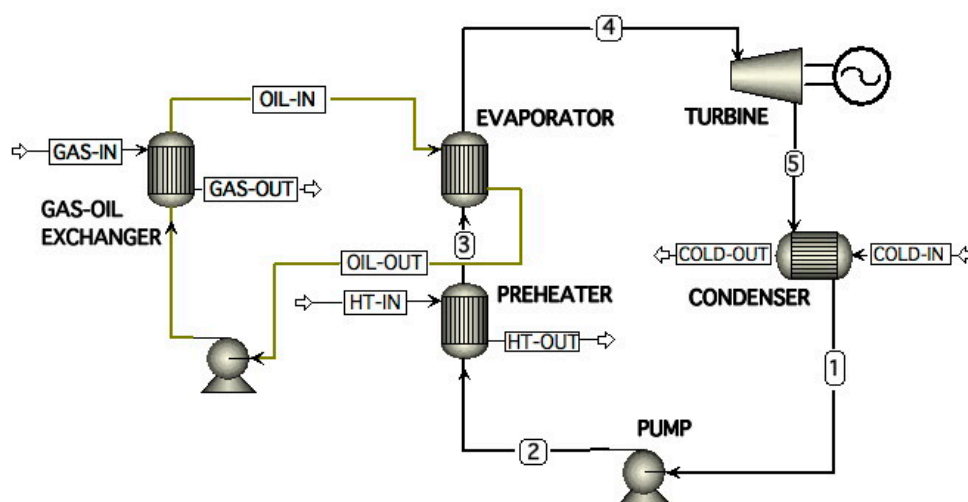 4
OIL-IN
EVAPORATOR
TURBINE
GAS-IN
5
GAS-OUT
GAS-OIL
EXCHANGER
3
COLD-OUT
COLD-IN
OIL-OUT
PREHEATER
CONDENSER
HT-IN
HT-OUT
1
PUMP
2